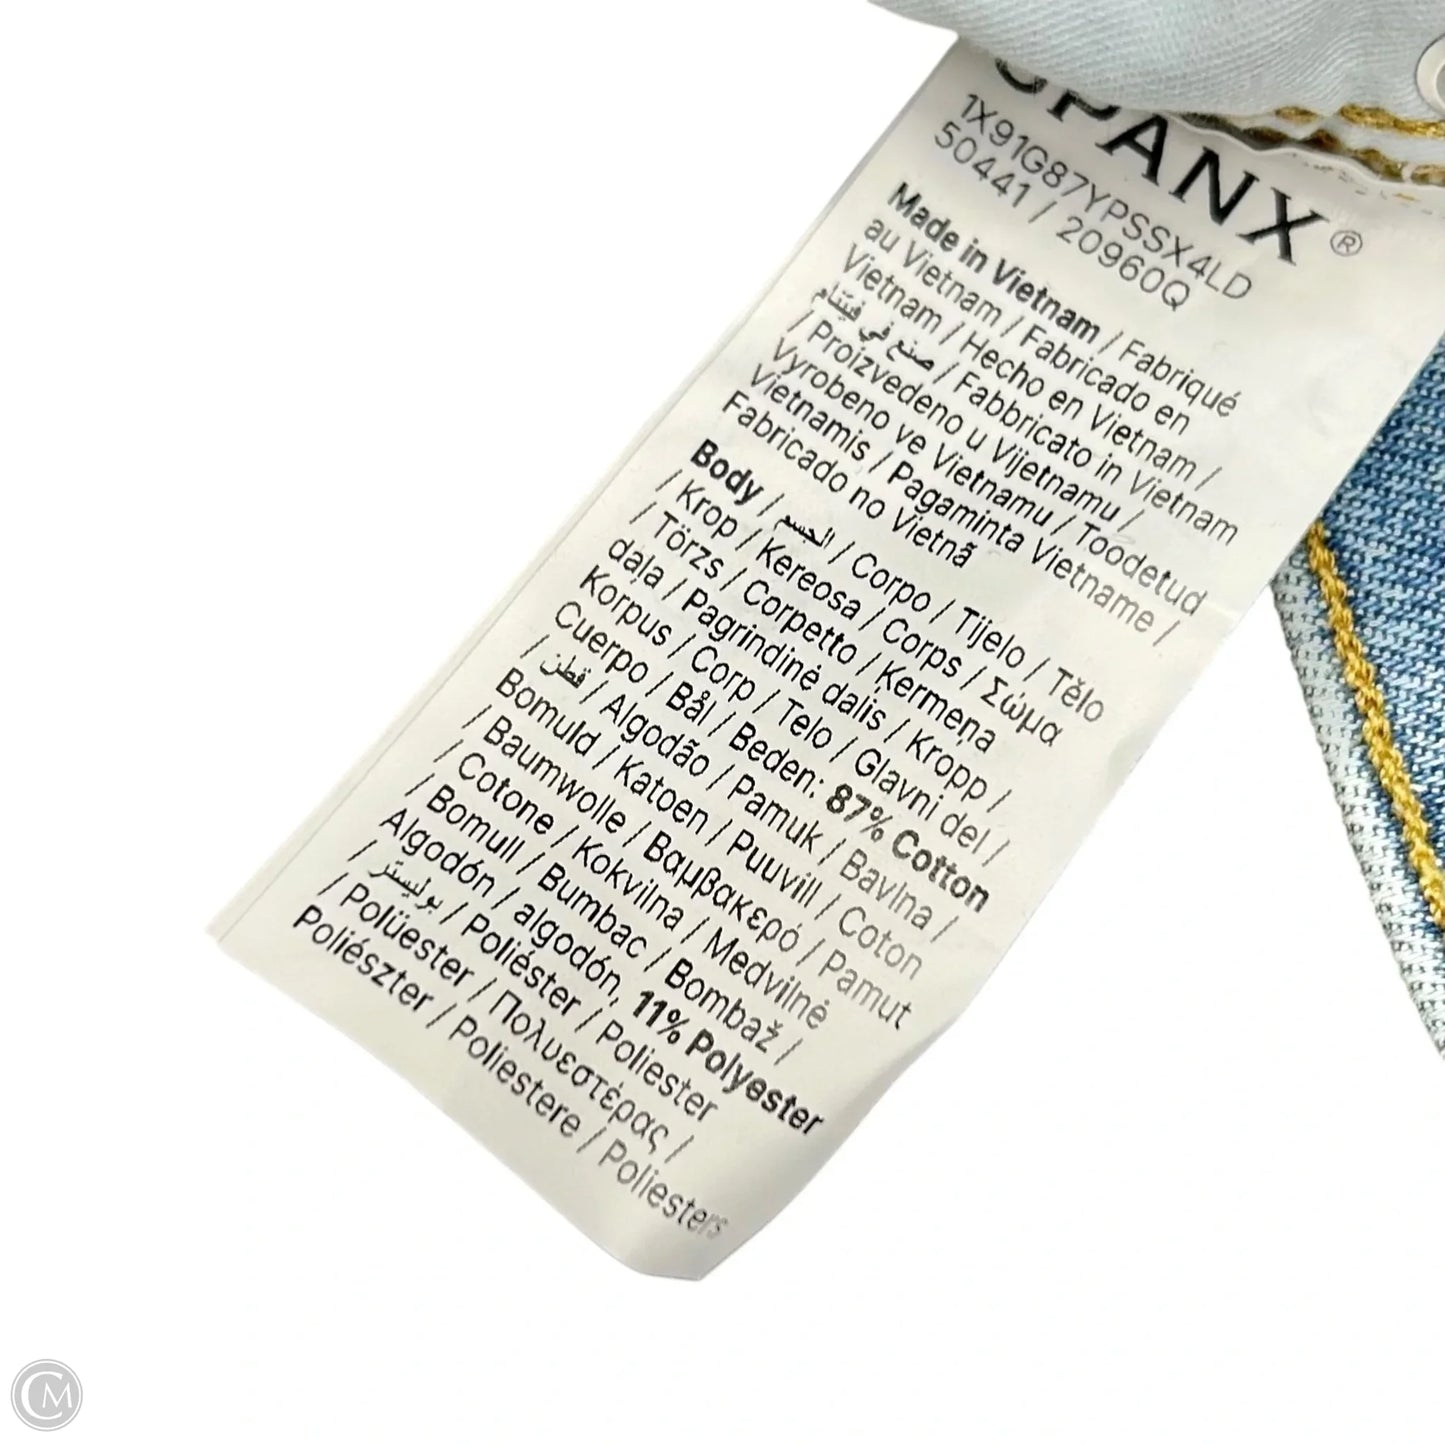 SPANX®
1X91G87YPSSX4LD
50441 / 20960Q
Made in Vietnam / Fabriqué
au Vietnam / Fabricado en
Vietnam / Hecho en Vietnam /
صنع في فيتنام / Fabbricato in Vietnam
/ Proizvedeno u Vijetnamu /
Vyrobeno ve Vietnamu / Toodetud
Vietnamis / Pagaminta Vietname /
Fabricado no Vietnã
Body / الجسم / Corpo / Tijelo / Tělo
/ Krop / Kereosa / Corps / Σώμα
/ Törzs / Corpetto / Ķermeņa
daļa / Pagrindinė dalis / Kropp /
Korpus / Corp / Telo / Glavni del /
Cuerpo / Bål / Beden: 87% Cotton
/ قطن / Algodão / Pamuk / Bavlna /
Bomuld / Katoen / Puuvill / Coton
/ Baumwolle / Βαμβακερό / Pamut
/ Cotone / Kokvilna / Medvilnė
/ Bomull / Bumbac / Bombaž /
Algodón / algodón, 11% Polyester
/ بوليستر / Poliéster / Poliester
/ Polüester / Πολυεστέρας /
Poliészter / Poliestere / Poliesters
CM